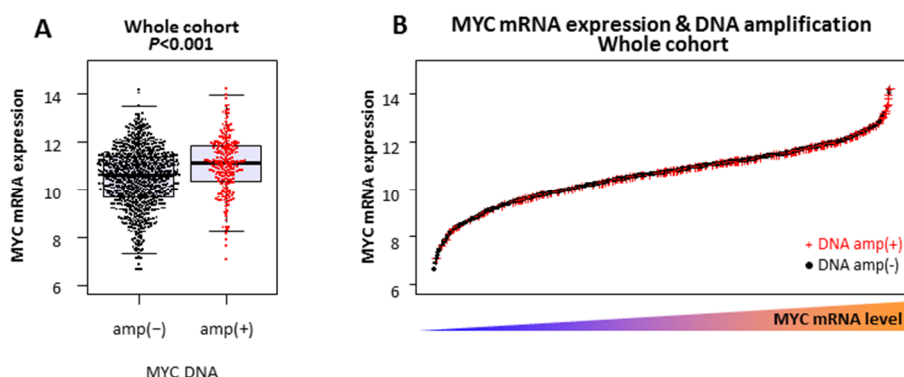 A
Whole cohort
P<0.001
MYC mRNA expression
14
12
10
8
6
amp(−)
amp(+)
MYC DNA
B
MYC mRNA expression & DNA amplification
Whole cohort
MYC mRNA expression
14
12
10
8
6
+ DNA amp(+)
● DNA amp(-)
MYC mRNA level